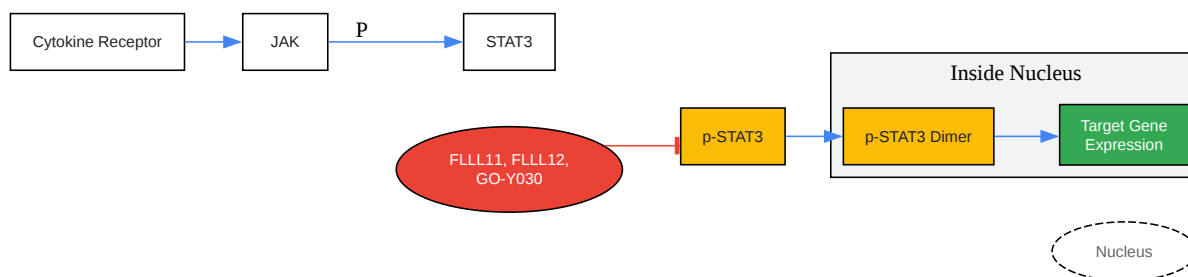 Cytokine Receptor
JAK
P
STAT3
Inside Nucleus
p-STAT3
p-STAT3 Dimer
Target Gene
Expression
FLLL11, FLLL12,
GO-Y030
Nucleus